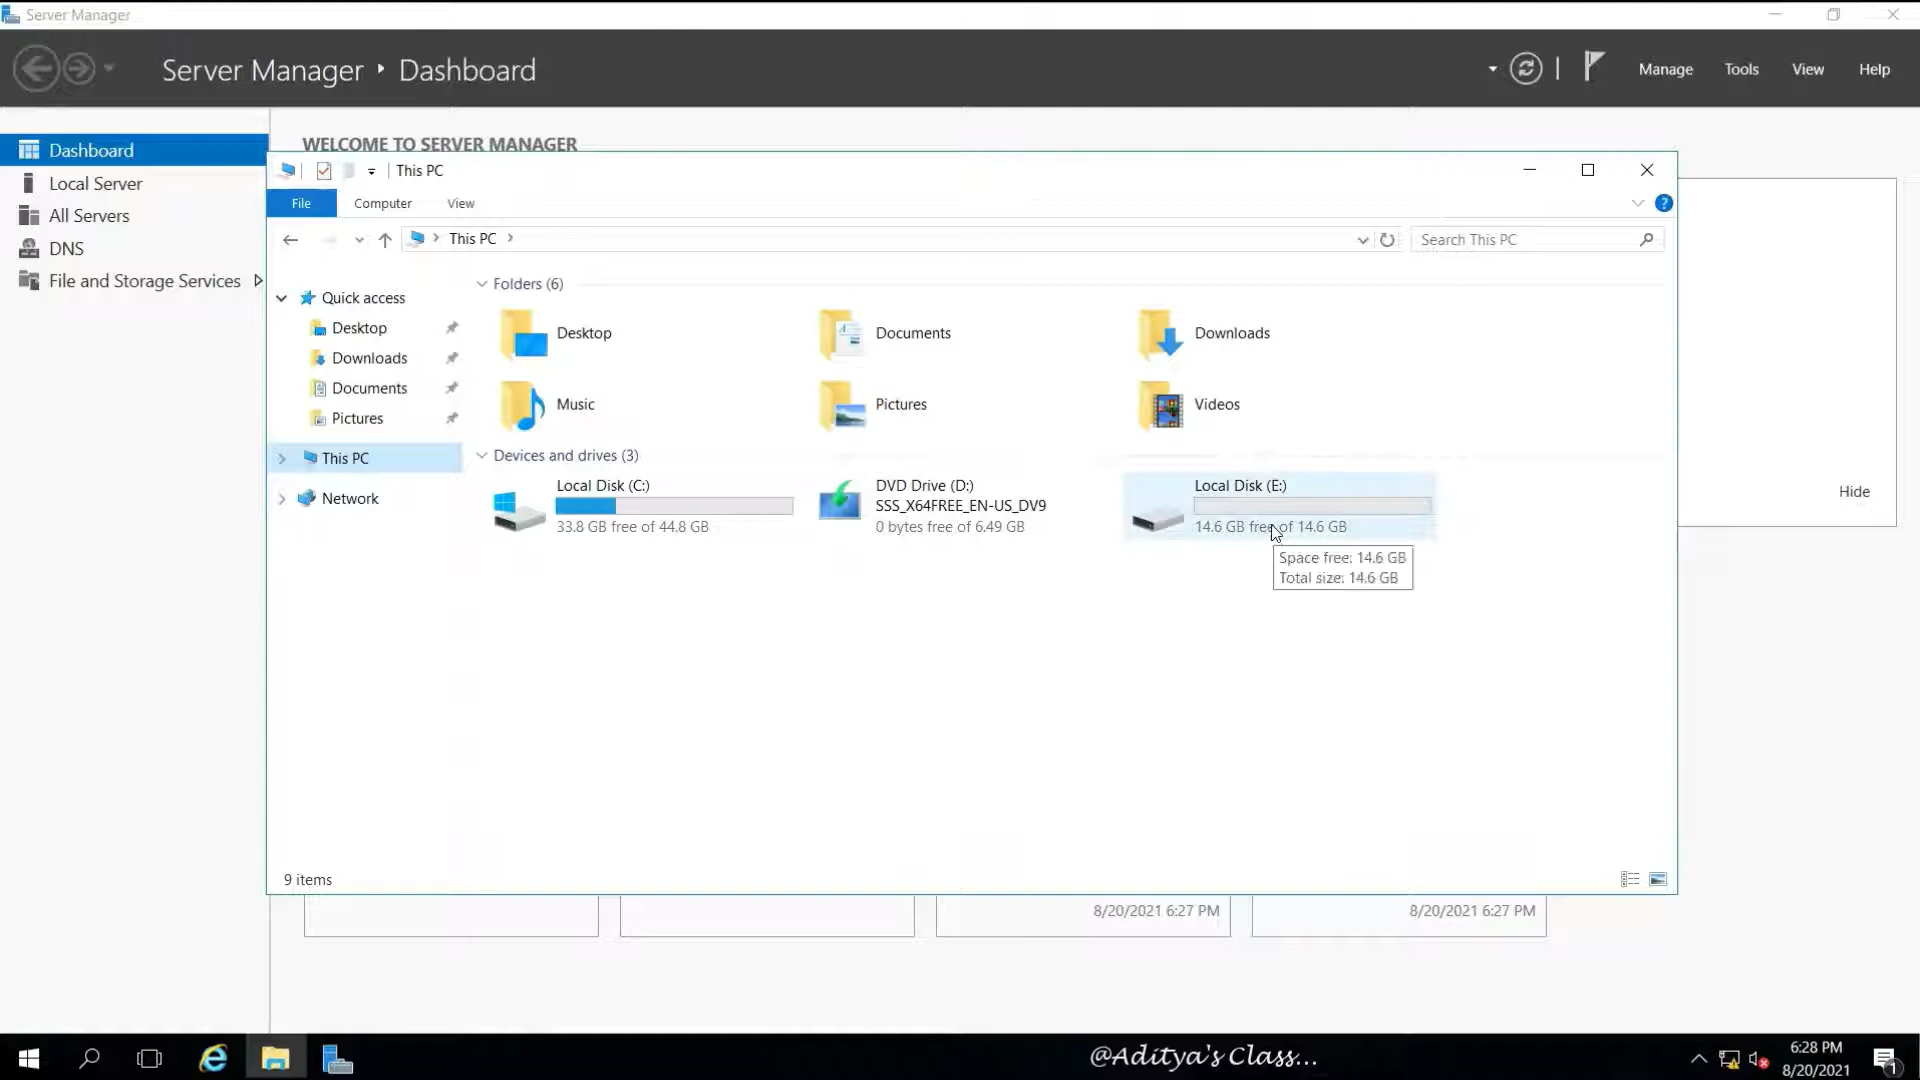 Server Manager
Server Manager ‣ Dashboard
Manage Tools View Help
Dashboard
Local Server
All Servers
DNS
File and Storage Services
WELCOME TO SERVER MANAGER
This PC
File Computer View
This PC
Search This PC
Quick access
Desktop
Downloads
Documents
Pictures
This PC
Network
Folders (6)
Desktop Documents Downloads
Music Pictures Videos
Devices and drives (3)
Local Disk (C:)
33.8 GB free of 44.8 GB
DVD Drive (D:)
SSS_X64FREE_EN-US_DV9
0 bytes free of 6.49 GB
Local Disk (E:)
14.6 GB free of 14.6 GB
Space free: 14.6 GB
Total size: 14.6 GB
Hide
9 items
8/20/2021 6:27 PM
8/20/2021 6:27 PM
@Aditya's Class...
6:28 PM
8/20/2021
1